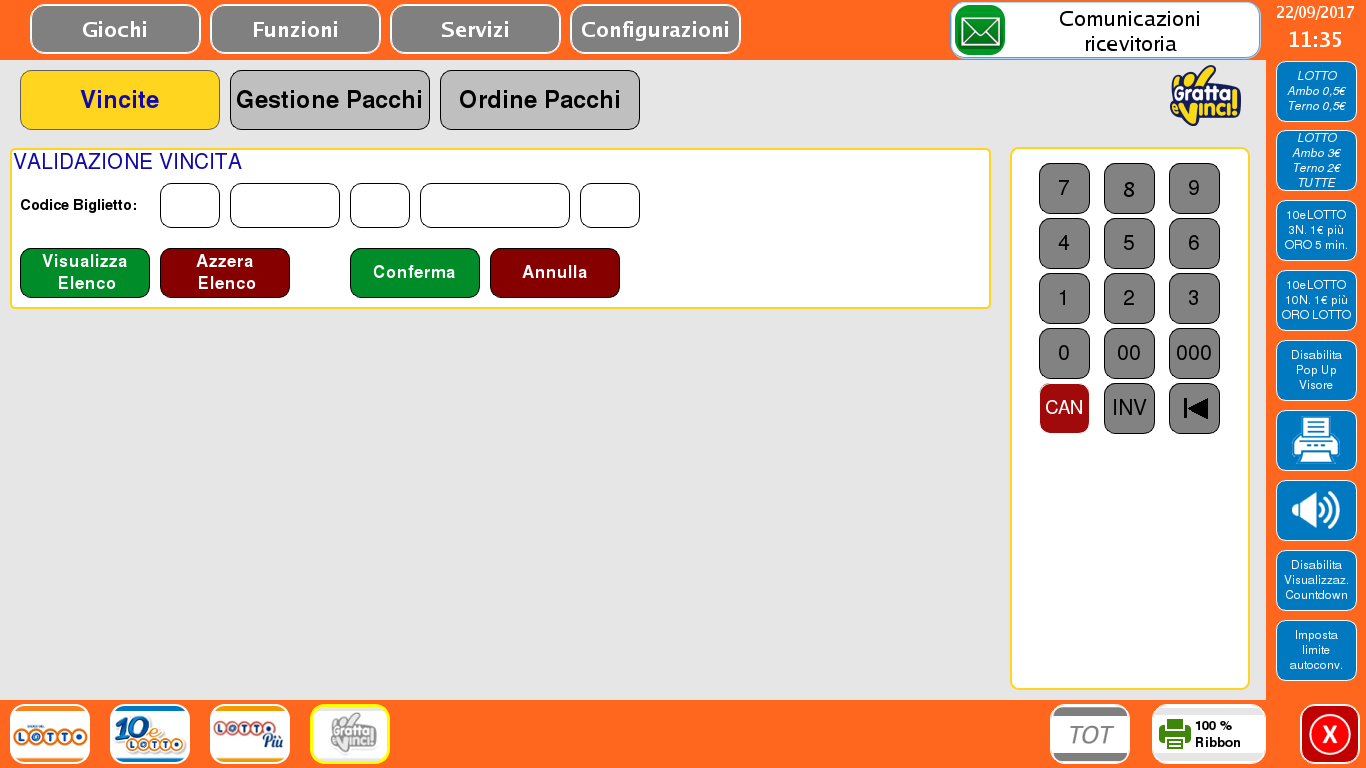 Giochi
Funzioni
Servizi
Configurazioni
Comunicazioni
ricevitoria
22/09/2017
11:35
Vincite
Gestione Pacchi
Ordine Pacchi
Gratta
e Vinci!
VALIDAZIONE VINCITA
Codice Biglietto:
Visualizza
Elenco
Azzera
Elenco
Conferma
Annulla
7 8 9
4 5 6
1 2 3
0 00 000
CAN INV
LOTTO
Ambo 0,5€
Terno 0,5€
LOTTO
Ambo 3€
Terno 2€
TUTTE
10eLOTTO
3N. 1€ più
ORO 5 min.
10eLOTTO
10N. 1€ più
ORO LOTTO
Disabilita
Pop Up
Visore
Disabilita
Visualizzaz.
Countdown
Imposta
limite
autoconv.
LOTTO
10 e
LOTTO
LOTTO
Più
Gratta
e Vinci!
TOT
100 %
Ribbon
X